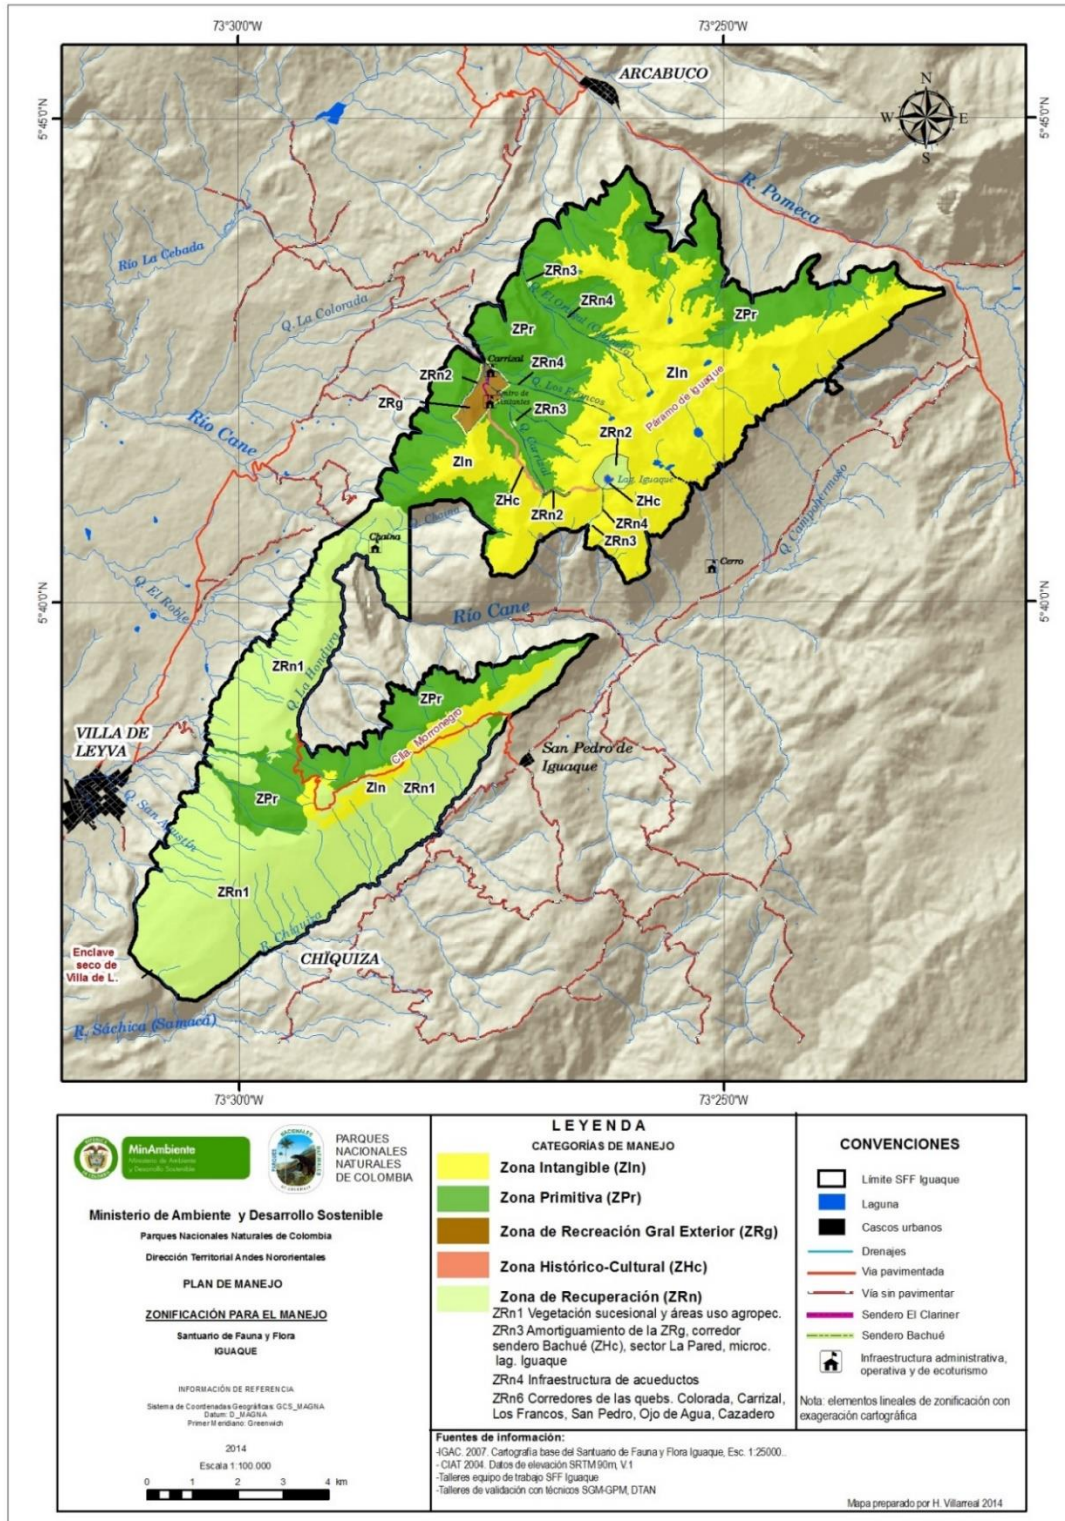 73°30'0"W
73°25'0"W
ARCABUCO
N
W
E
S
5°45'0"N
5°45'0"N
R. Pomeca
Río La Cebada
ZRn3
ZRn4
Q. La Colorada
ZPr
ZPr
Carrizal
ZRn4
ZRn2
ZIn
Q. Los Francos
ZRg
ZRn3
Páramo de Iguaque
Río Cane
ZRn2
Q. Carrizal
ZIn
Lag. Iguaque
ZHc
ZHc
ZRn2
Q. Chaina
ZRn4
ZRn3
Q. Campohermoso
Chaina
Cerro
Q. El Roble
Río Cane
5°40'0"N
5°40'0"N
ZRn1
Q. La Hondura
ZPr
VILLA DE
LEYVA
Clla. Morronegro
San Pedro de
Iguaque
ZIn
ZRn1
ZPr
Q. San Agustín
ZRn1
R. Chíquiza
Enclave
seco de
Villa de L.
CHÍQUIZA
R. Sáchica (Samacá)
73°30'0"W
73°25'0"W
MinAmbiente
Ministerio de Ambiente
y Desarrollo Sostenible
PARQUES
NACIONALES
NATURALES
DE COLOMBIA
Ministerio de Ambiente y Desarrollo Sostenible
Parques Nacionales Naturales de Colombia
Dirección Territorial Andes Nororientales
PLAN DE MANEJO
ZONIFICACIÓN PARA EL MANEJO
Santuario de Fauna y Flora
IGUAQUE
INFORMACIÓN DE REFERENCIA
Sistema de Coordenadas Geográficas: GCS_MAGNA
Datum: D_MAGNA
Primer Meridiano: Greenwich
2014
Escala 1:100.000
0 1 2 3 4 km
LEYENDA
CATEGORÍAS DE MANEJO
Zona Intangible (ZIn)
Zona Primitiva (ZPr)
Zona de Recreación Gral Exterior (ZRg)
Zona Histórico-Cultural (ZHc)
Zona de Recuperación (ZRn)
ZRn1 Vegetación sucesional y áreas uso agropec.
ZRn3 Amortiguamiento de la ZRg, corredor
sendero Bachué (ZHc), sector La Pared, microc.
lag. Iguaque
ZRn4 Infraestructura de acueductos
ZRn6 Corredores de las quebs. Colorada, Carrizal,
Los Francos, San Pedro, Ojo de Agua, Cazadero
CONVENCIONES
Límite SFF Iguaque
Laguna
Cascos urbanos
Drenajes
Via pavimentada
Vía sin pavimentar
Sendero El Clariner
Sendero Bachué
Infraestructura administrativa,
operativa y de ecoturismo
Nota: elementos lineales de zonificación con
exageración cartográfica
Fuentes de información:
-IGAC. 2007. Cartografía base del Santuario de Fauna y Flora Iguaque, Esc. 1:25000..
- CIAT 2004. Datos de elevación SRTM 90m, V.1
-Talleres equipo de trabajo SFF Iguaque
-Talleres de validación con técnicos SGM-GPM, DTAN
Mapa preparado por H. Villarreal 2014